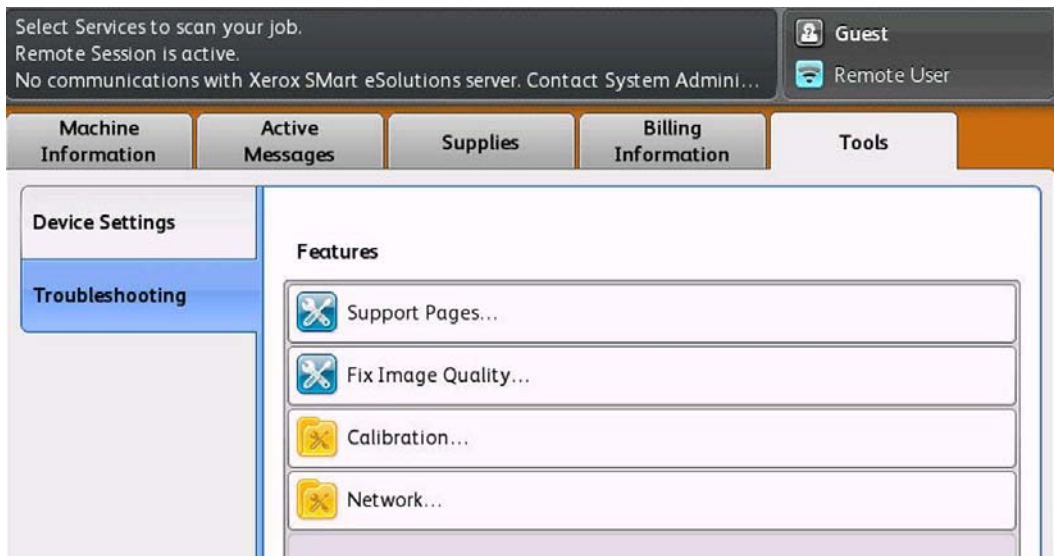 Select Services to scan your job.
Remote Session is active.
No communications with Xerox SMart eSolutions server. Contact System Admini...
Guest
Remote User
Machine
Information
Active
Messages
Supplies
Billing
Information
Tools
Device Settings
Troubleshooting
Features
Support Pages...
Fix Image Quality...
Calibration...
Network...